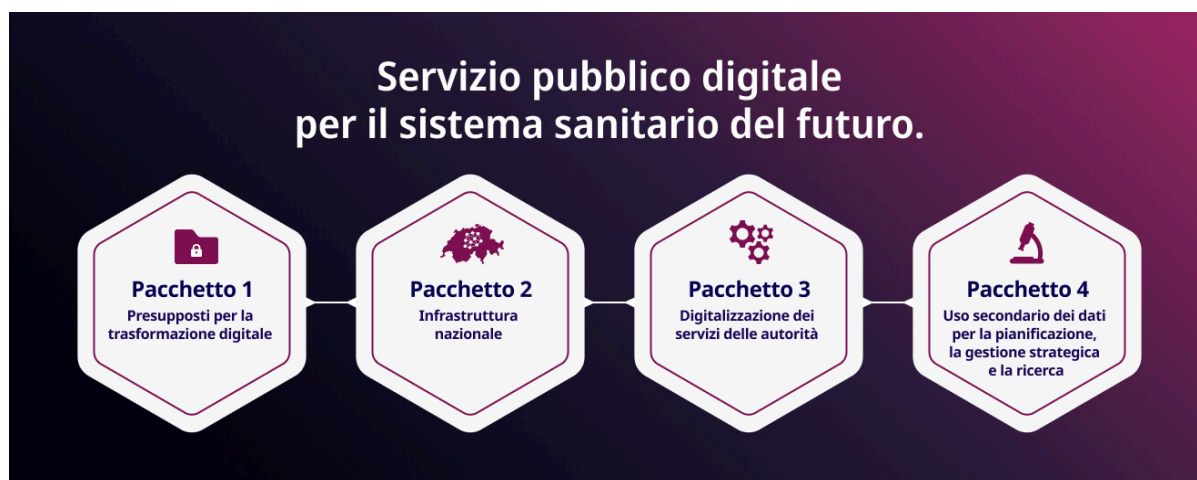 Servizio pubblico digitale
per il sistema sanitario del futuro.
Pacchetto 1
Presupposti per la
trasformazione digitale
Pacchetto 2
Infrastruttura
nazionale
Pacchetto 3
Digitalizzazione dei
servizi delle autorità
Pacchetto 4
Uso secondario dei dati
per la pianificazione,
la gestione strategica
e la ricerca